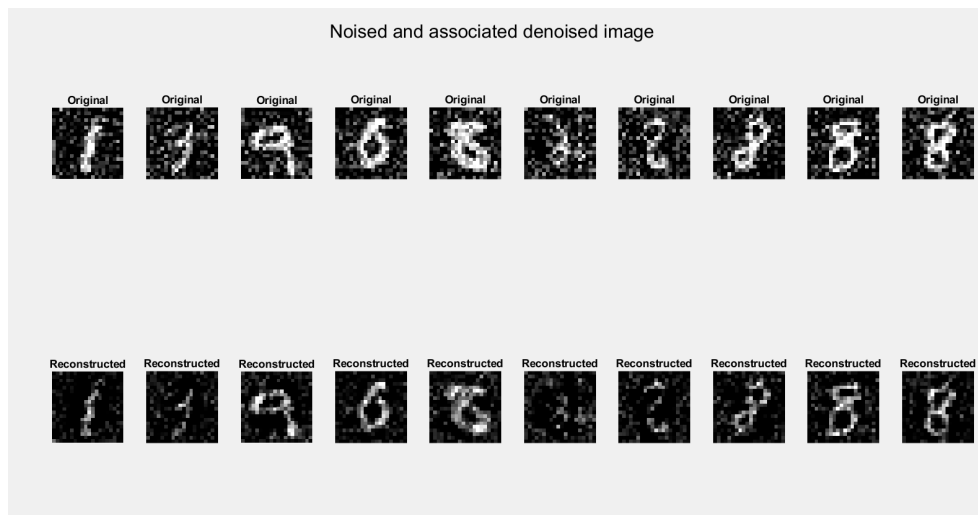 Noised and associated denoised image
Original Original Original Original Original Original Original Original Original Original
Reconstructed Reconstructed Reconstructed Reconstructed Reconstructed Reconstructed Reconstructed Reconstructed Reconstructed Reconstructed